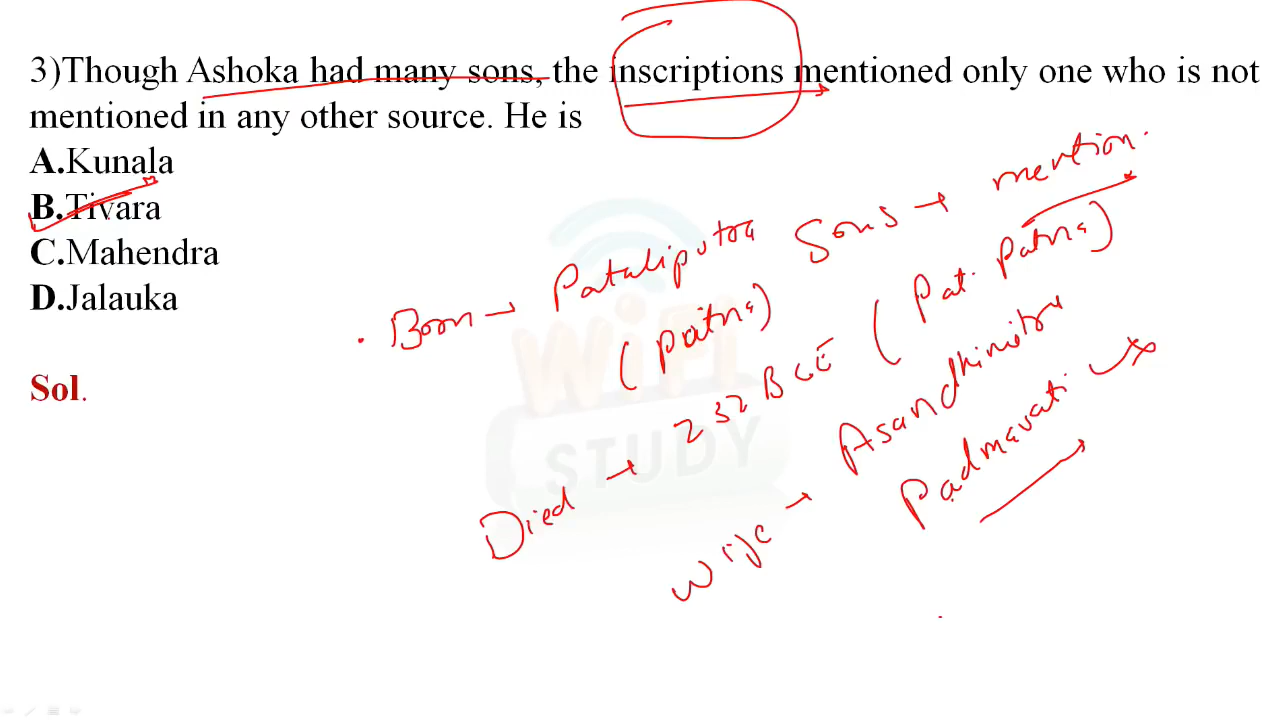 3)Though Ashoka had many sons, the inscriptions mentioned only one who is not
mentioned in any other source. He is
A.Kunala
B.Tivara
C.Mahendra
D.Jalauka
Sol.
Sons → mention
Born → Pataliputra
(Patna)
Died → 232 BCE (Pat. Patna)
Wife → Asandhimitra
Padmavati
WiFi
STUDY